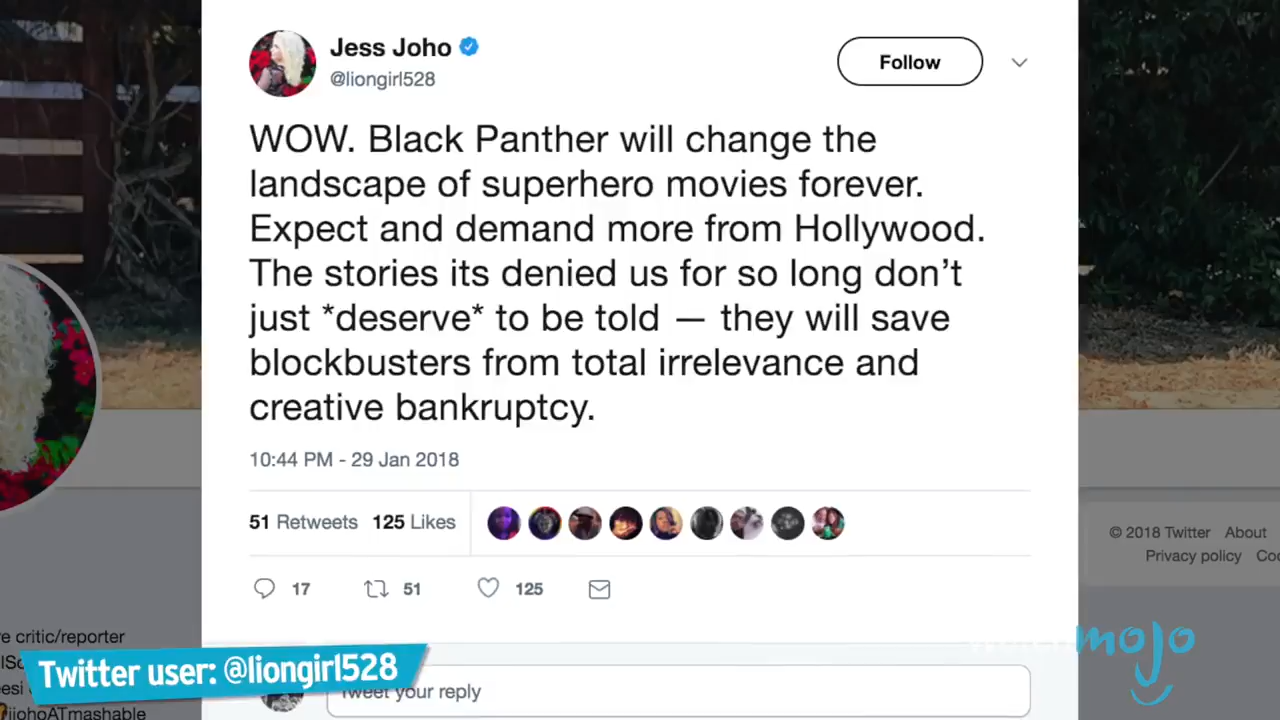 Jess Joho
@liongirl528
Follow
WOW. Black Panther will change the
landscape of superhero movies forever.
Expect and demand more from Hollywood.
The stories its denied us for so long don't
just *deserve* to be told — they will save
blockbusters from total irrelevance and
creative bankruptcy.
10:44 PM - 29 Jan 2018
51 Retweets 125 Likes
17 51 125
© 2018 Twitter About
Privacy policy
critic/reporter
jjohoATmashable
Twitter user: @liongirl528
Tweet your reply
watchmojo